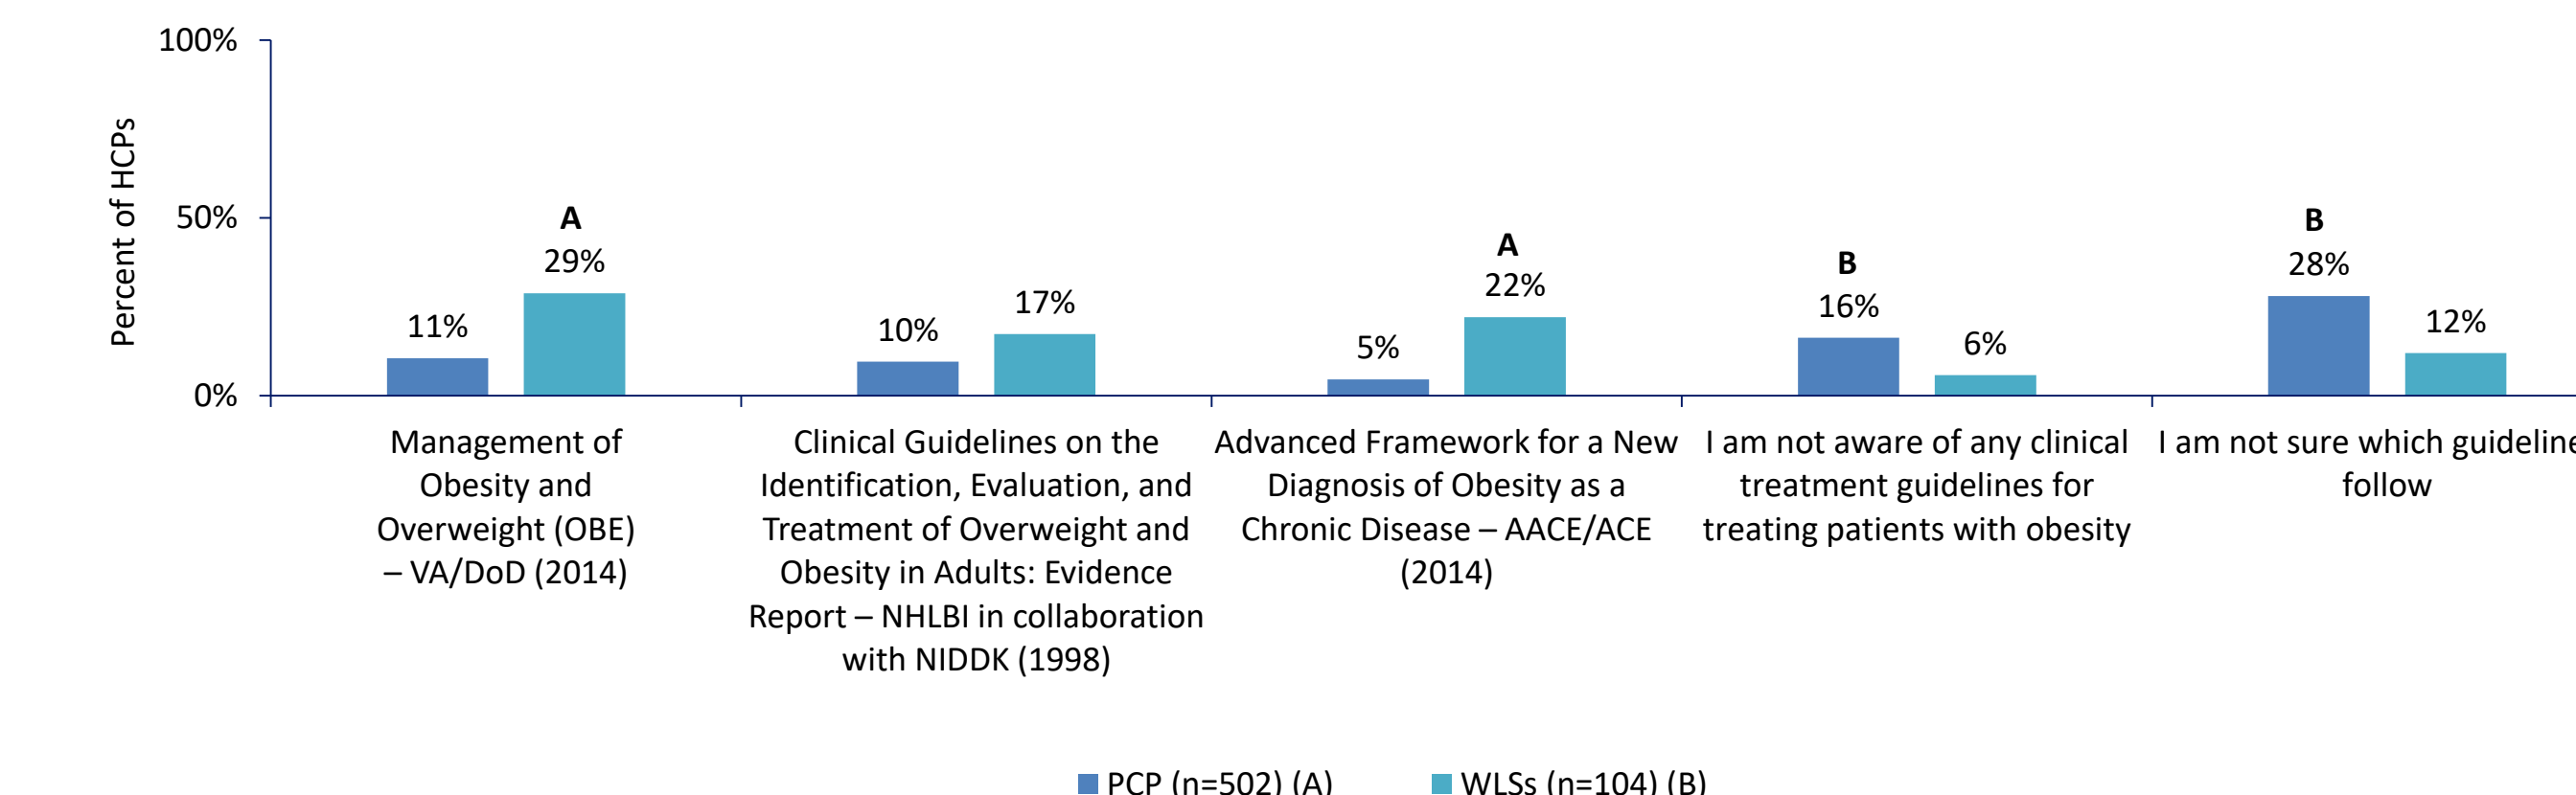 100%
50%
0%
Percent of HCPs
11%
A
29%
10%
17%
5%
A
22%
B
16%
6%
B
28%
12%
Management of
Obesity and
Overweight (OBE)
– VA/DoD (2014)
Clinical Guidelines on the
Identification, Evaluation, and
Treatment of Overweight and
Obesity in Adults: Evidence
Report – NHLBI in collaboration
with NIDDK (1998)
Advanced Framework for a New
Diagnosis of Obesity as a
Chronic Disease – AACE/ACE
(2014)
I am not aware of any clinical
treatment guidelines for
treating patients with obesity
I am not sure which guideline
follow
PCP (n=502) (A)
WLSs (n=104) (B)